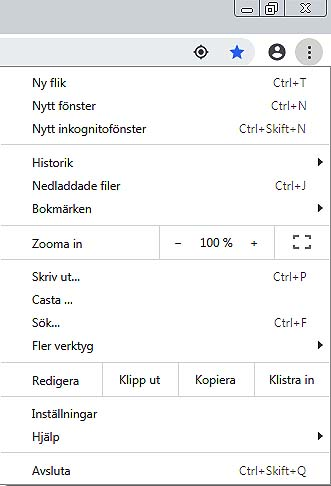 Ny flik Ctrl+T
Nytt fönster Ctrl+N
Nytt inkognitofönster Ctrl+Skift+N
Historik
Nedladdade filer Ctrl+J
Bokmärken
Zooma in − 100 % +
Skriv ut... Ctrl+P
Casta ...
Sök... Ctrl+F
Fler verktyg
Redigera Klipp ut Kopiera Klistra in
Inställningar
Hjälp
Avsluta Ctrl+Skift+Q